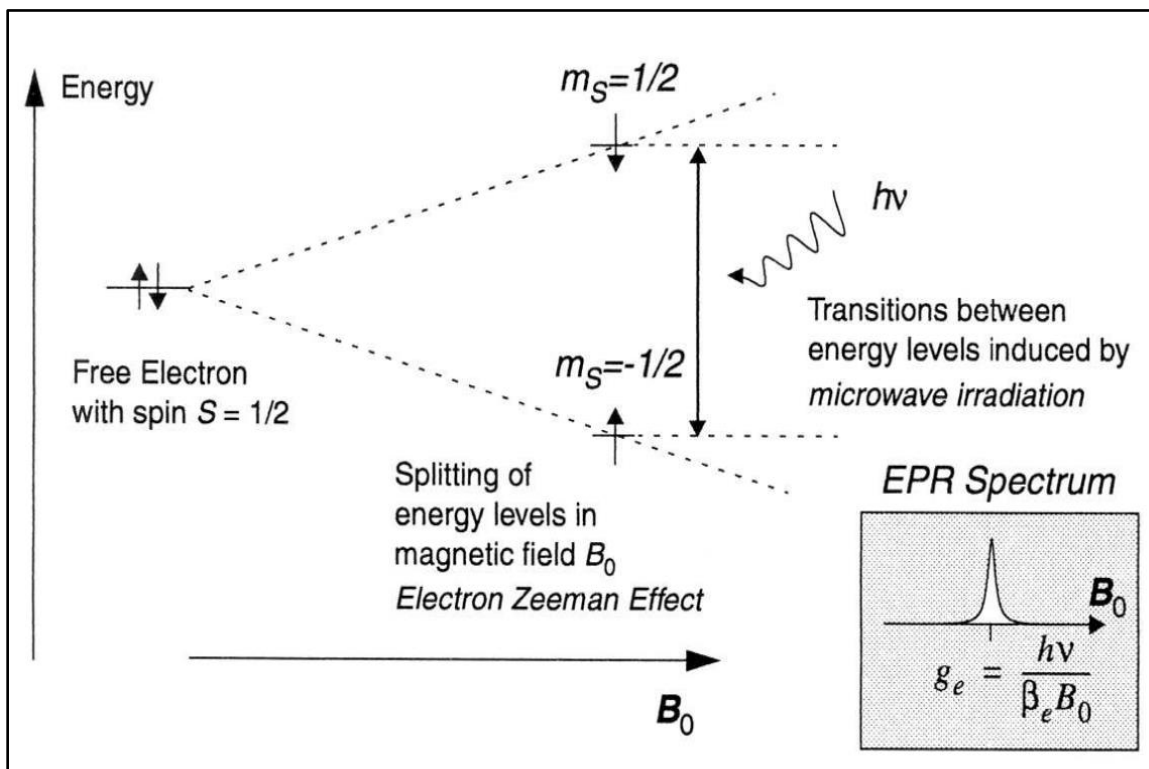 Energy
m_S=1/2
hν
Free Electron
with spin S = 1/2
m_S=-1/2
Transitions between
energy levels induced by
microwave irradiation
Splitting of
energy levels in
magnetic field B_0
Electron Zeeman Effect
B_0
EPR Spectrum
B_0
g_e = hν / β_e B_0